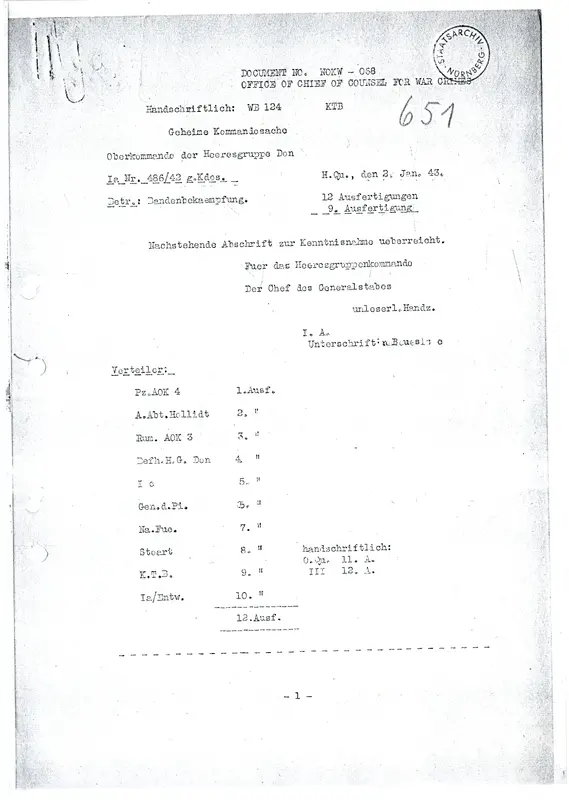 STAATSARCHIV NÜRNBERG
DOCUMENT NO. NOKW - 068
OFFICE OF CHIEF OF COUNSEL FOR WAR CRIMES
651
Handschriftlich: WB 124 KTB
Geheime Kommandosache
Oberkommando der Heeresgruppe Don
Ia Nr. 486/42 g.Kdos. H.Qu., den 2. Jan. 43.
Betr.: Bandenbekaempfung. 12 Ausfertigungen
9. Ausfertigung
Nachstehende Abschrift zur Kenntnisnahme ueberreicht.
Fuer das Heeresgruppenkommando
Der Chef des Generalstabes
unleserl.Handz.
I. A.
Unterschrift:
Verteiler:
Pz.AOK 4 1.Ausf.
A.Abt.Hollidt 2. "
Rum. AOK 3 3. "
Befh.H.G. Don 4. "
I c 5. "
Gen.d.Pi. "
Na.Fue. 7. "
Stoart 8. " handschriftlich:
O.Qu. 11. A.
K.T.B. 9. " III 12. A.
Ia/Entw. 10. "
12.Ausf.
- 1 -